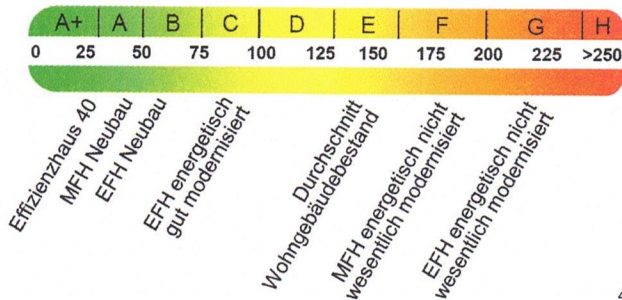 A+ A B C D E F G H
0 25 50 75 100 125 150 175 200 225 >250
Effizienzhaus 40
MFH Neubau
EFH Neubau
EFH energetisch
gut modernisiert
Durchschnitt
Wohngebäudebestand
MFH energetisch nicht
wesentlich modernisiert
EFH energetisch nicht
wesentlich modernisiert